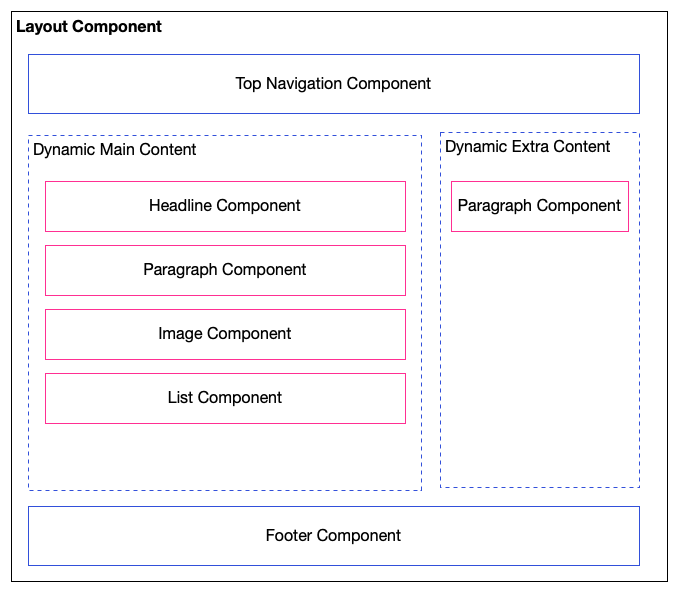 Layout Component
Top Navigation Component
Dynamic Main Content
Headline Component
Paragraph Component
Image Component
List Component
Dynamic Extra Content
Paragraph Component
Footer Component